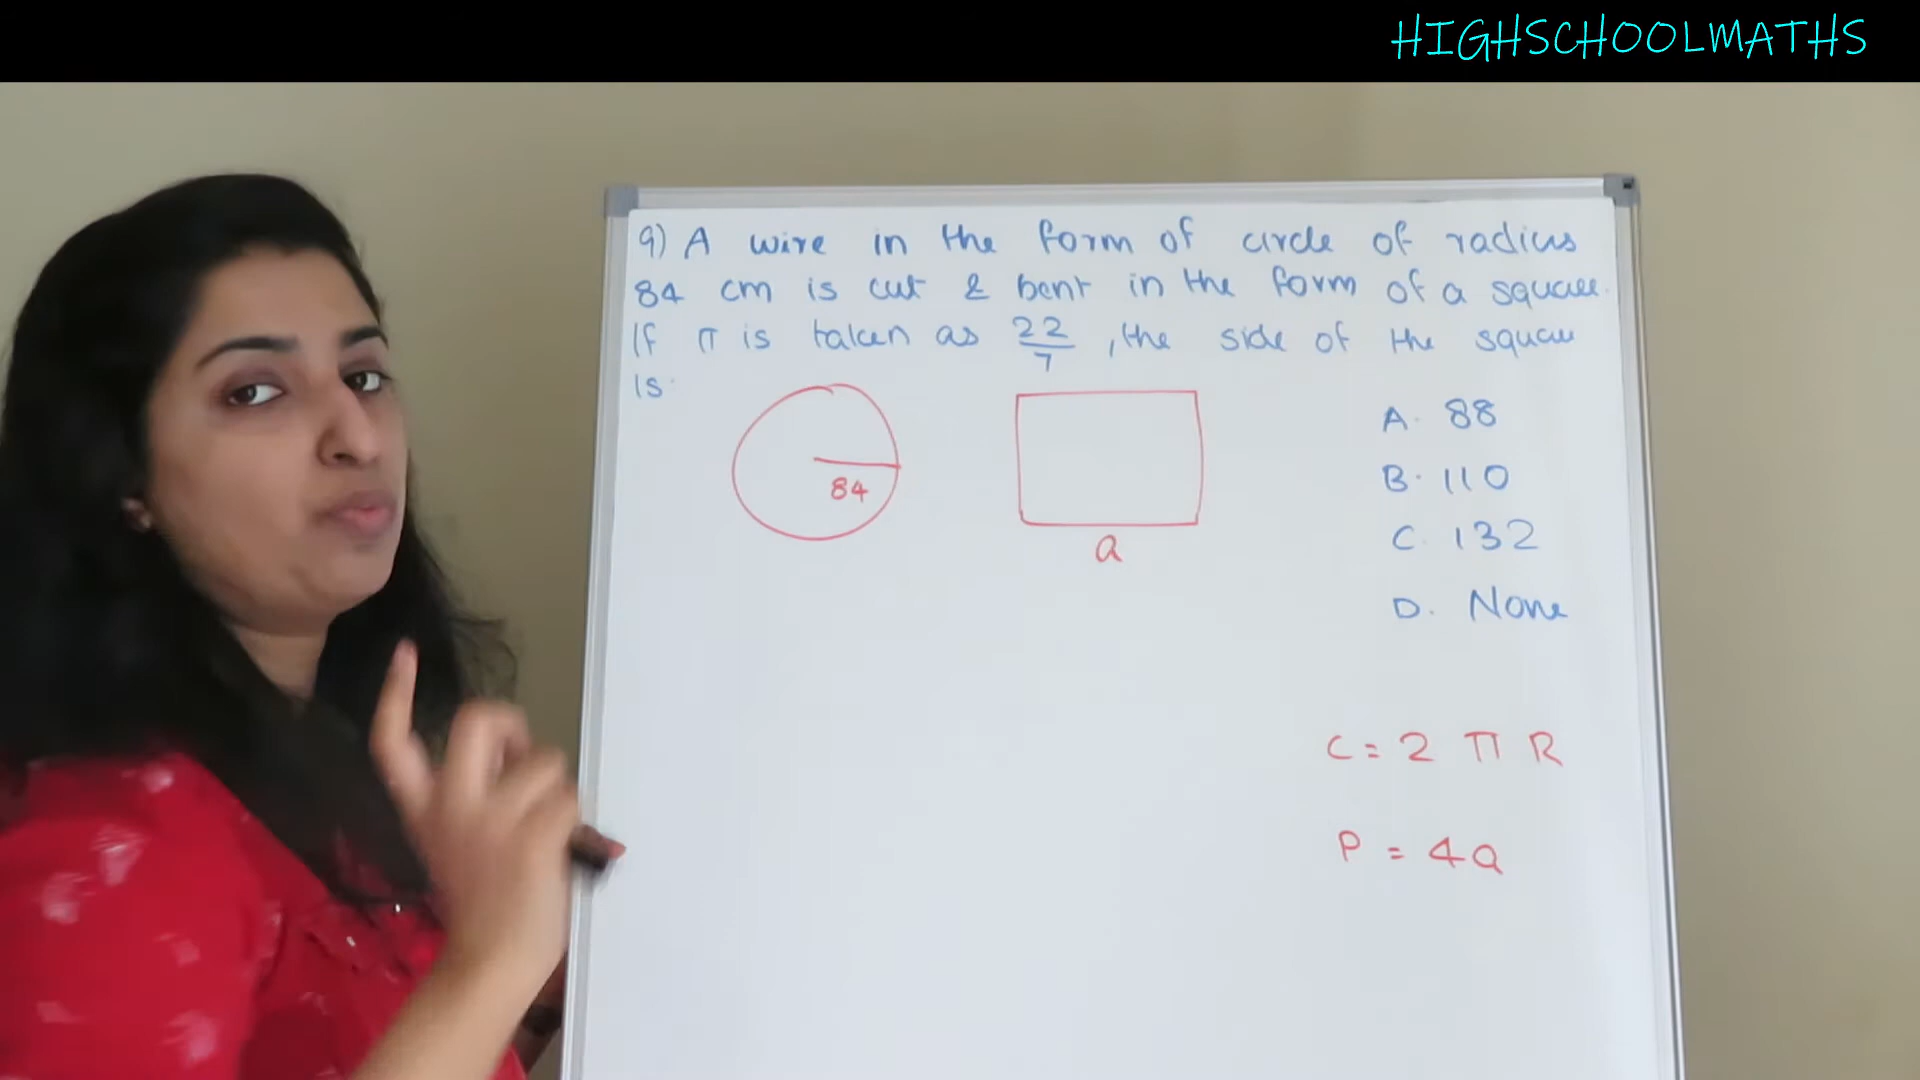 HIGHSCHOOLMATHS
9) A wire in the form of circle of radius
84 cm is cut & bent in the form of a square.
If π is taken as 22/7, the side of the square
is.
84
a
A. 88
B. 110
C. 132
D. None
C = 2 π R
P = 4a